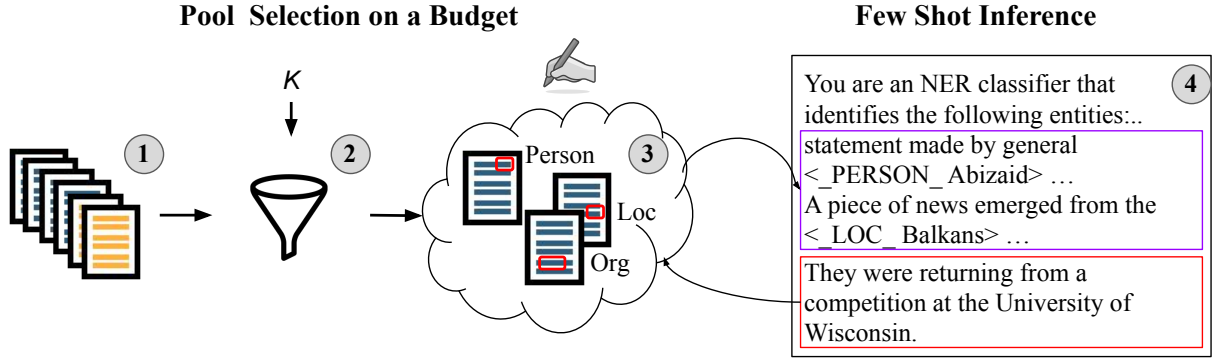 Pool Selection on a Budget
Few Shot Inference
K
1
2
3
4
Person
Loc
Org
You are an NER classifier that
identifies the following entities:..
statement made by general
<_PERSON_ Abizaid> …
A piece of news emerged from the
<_LOC_ Balkans> …
They were returning from a
competition at the University of
Wisconsin.